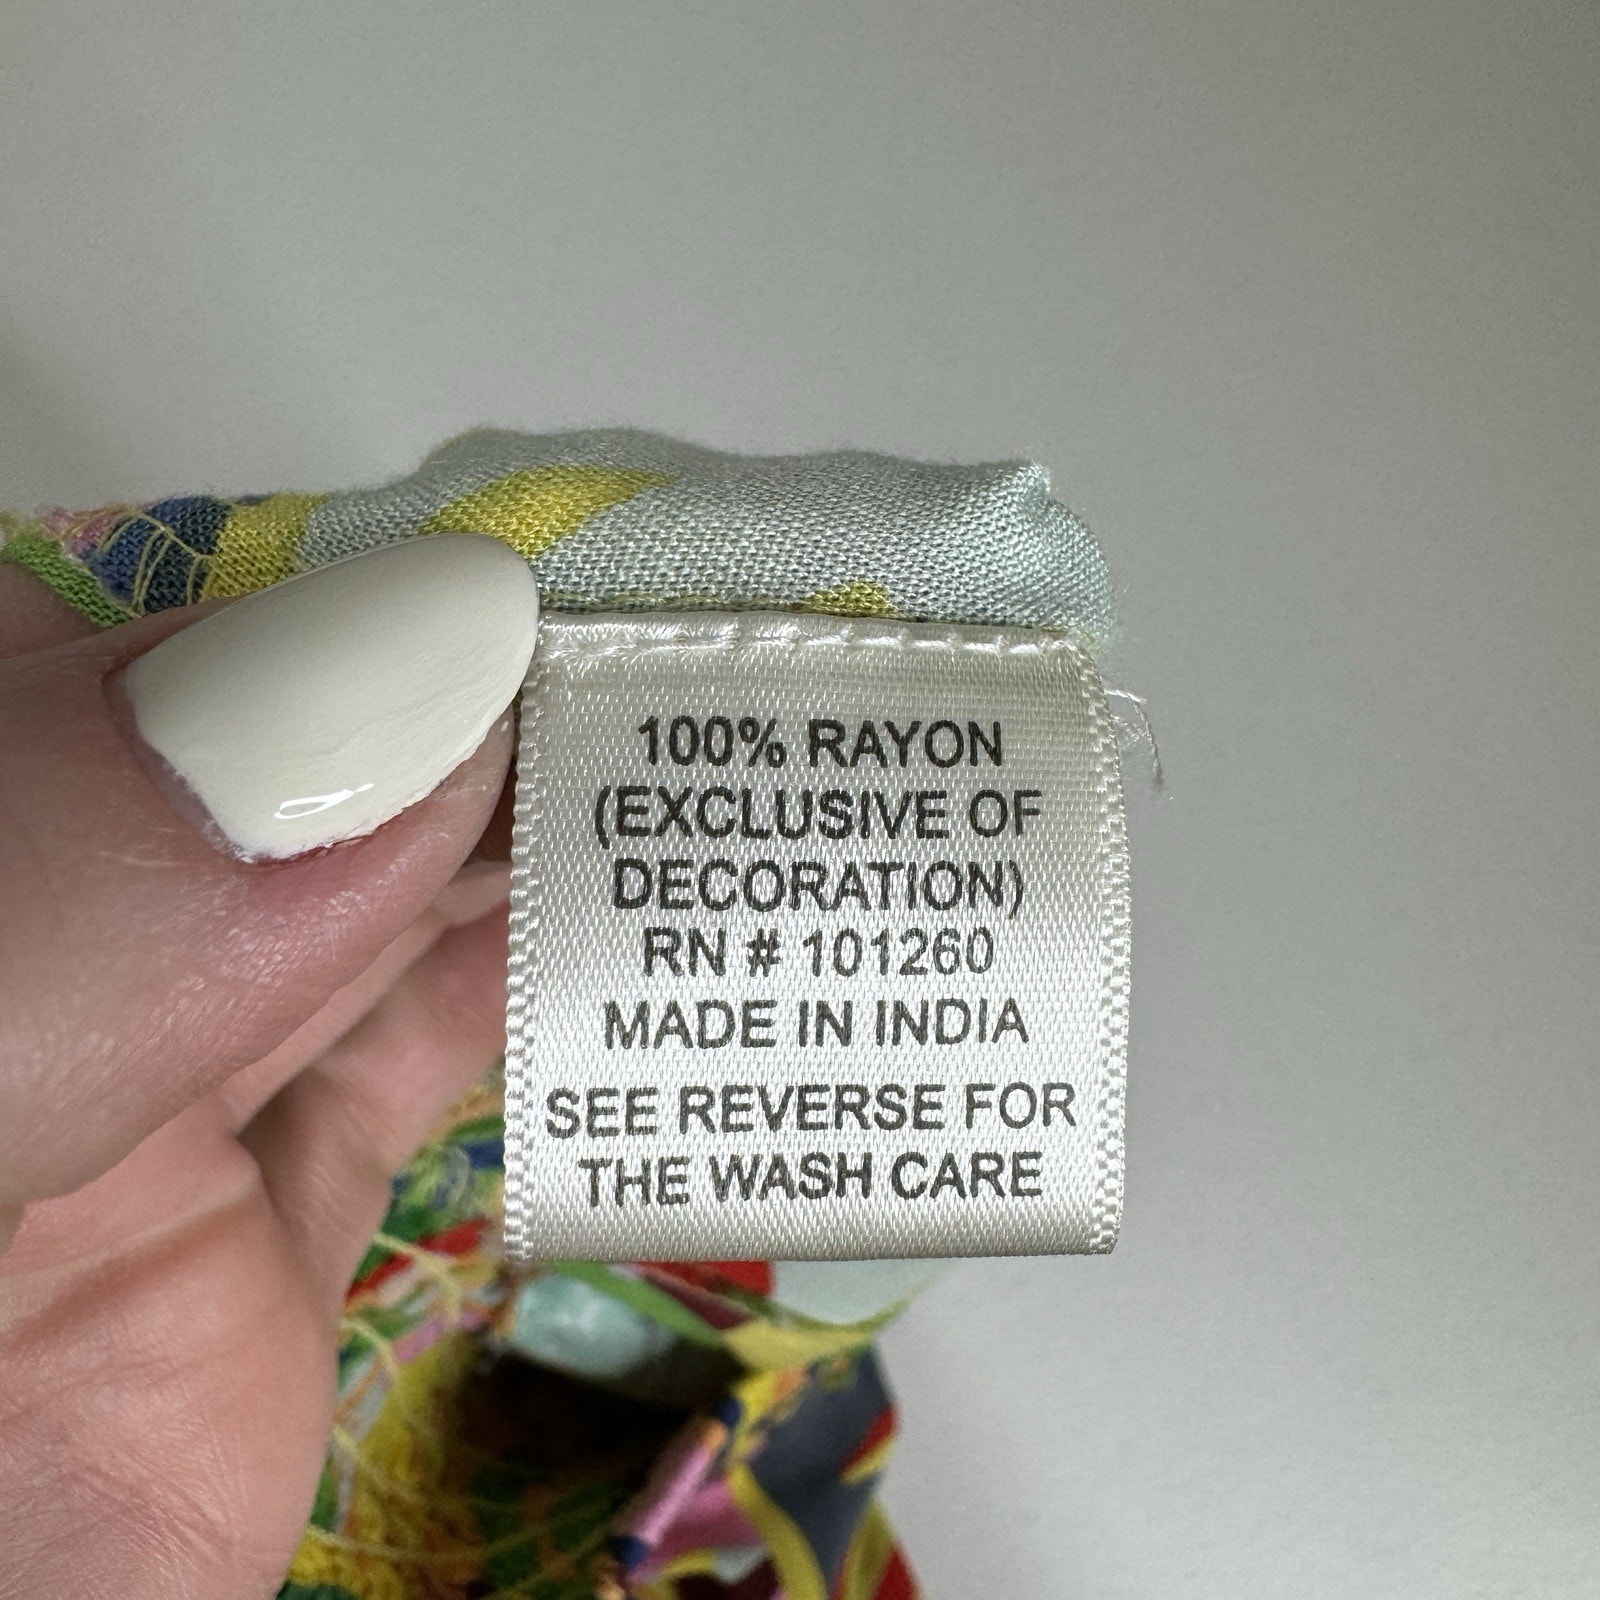 100% RAYON
(EXCLUSIVE OF
DECORATION)
RN # 101260
MADE IN INDIA
SEE REVERSE FOR
THE WASH CARE